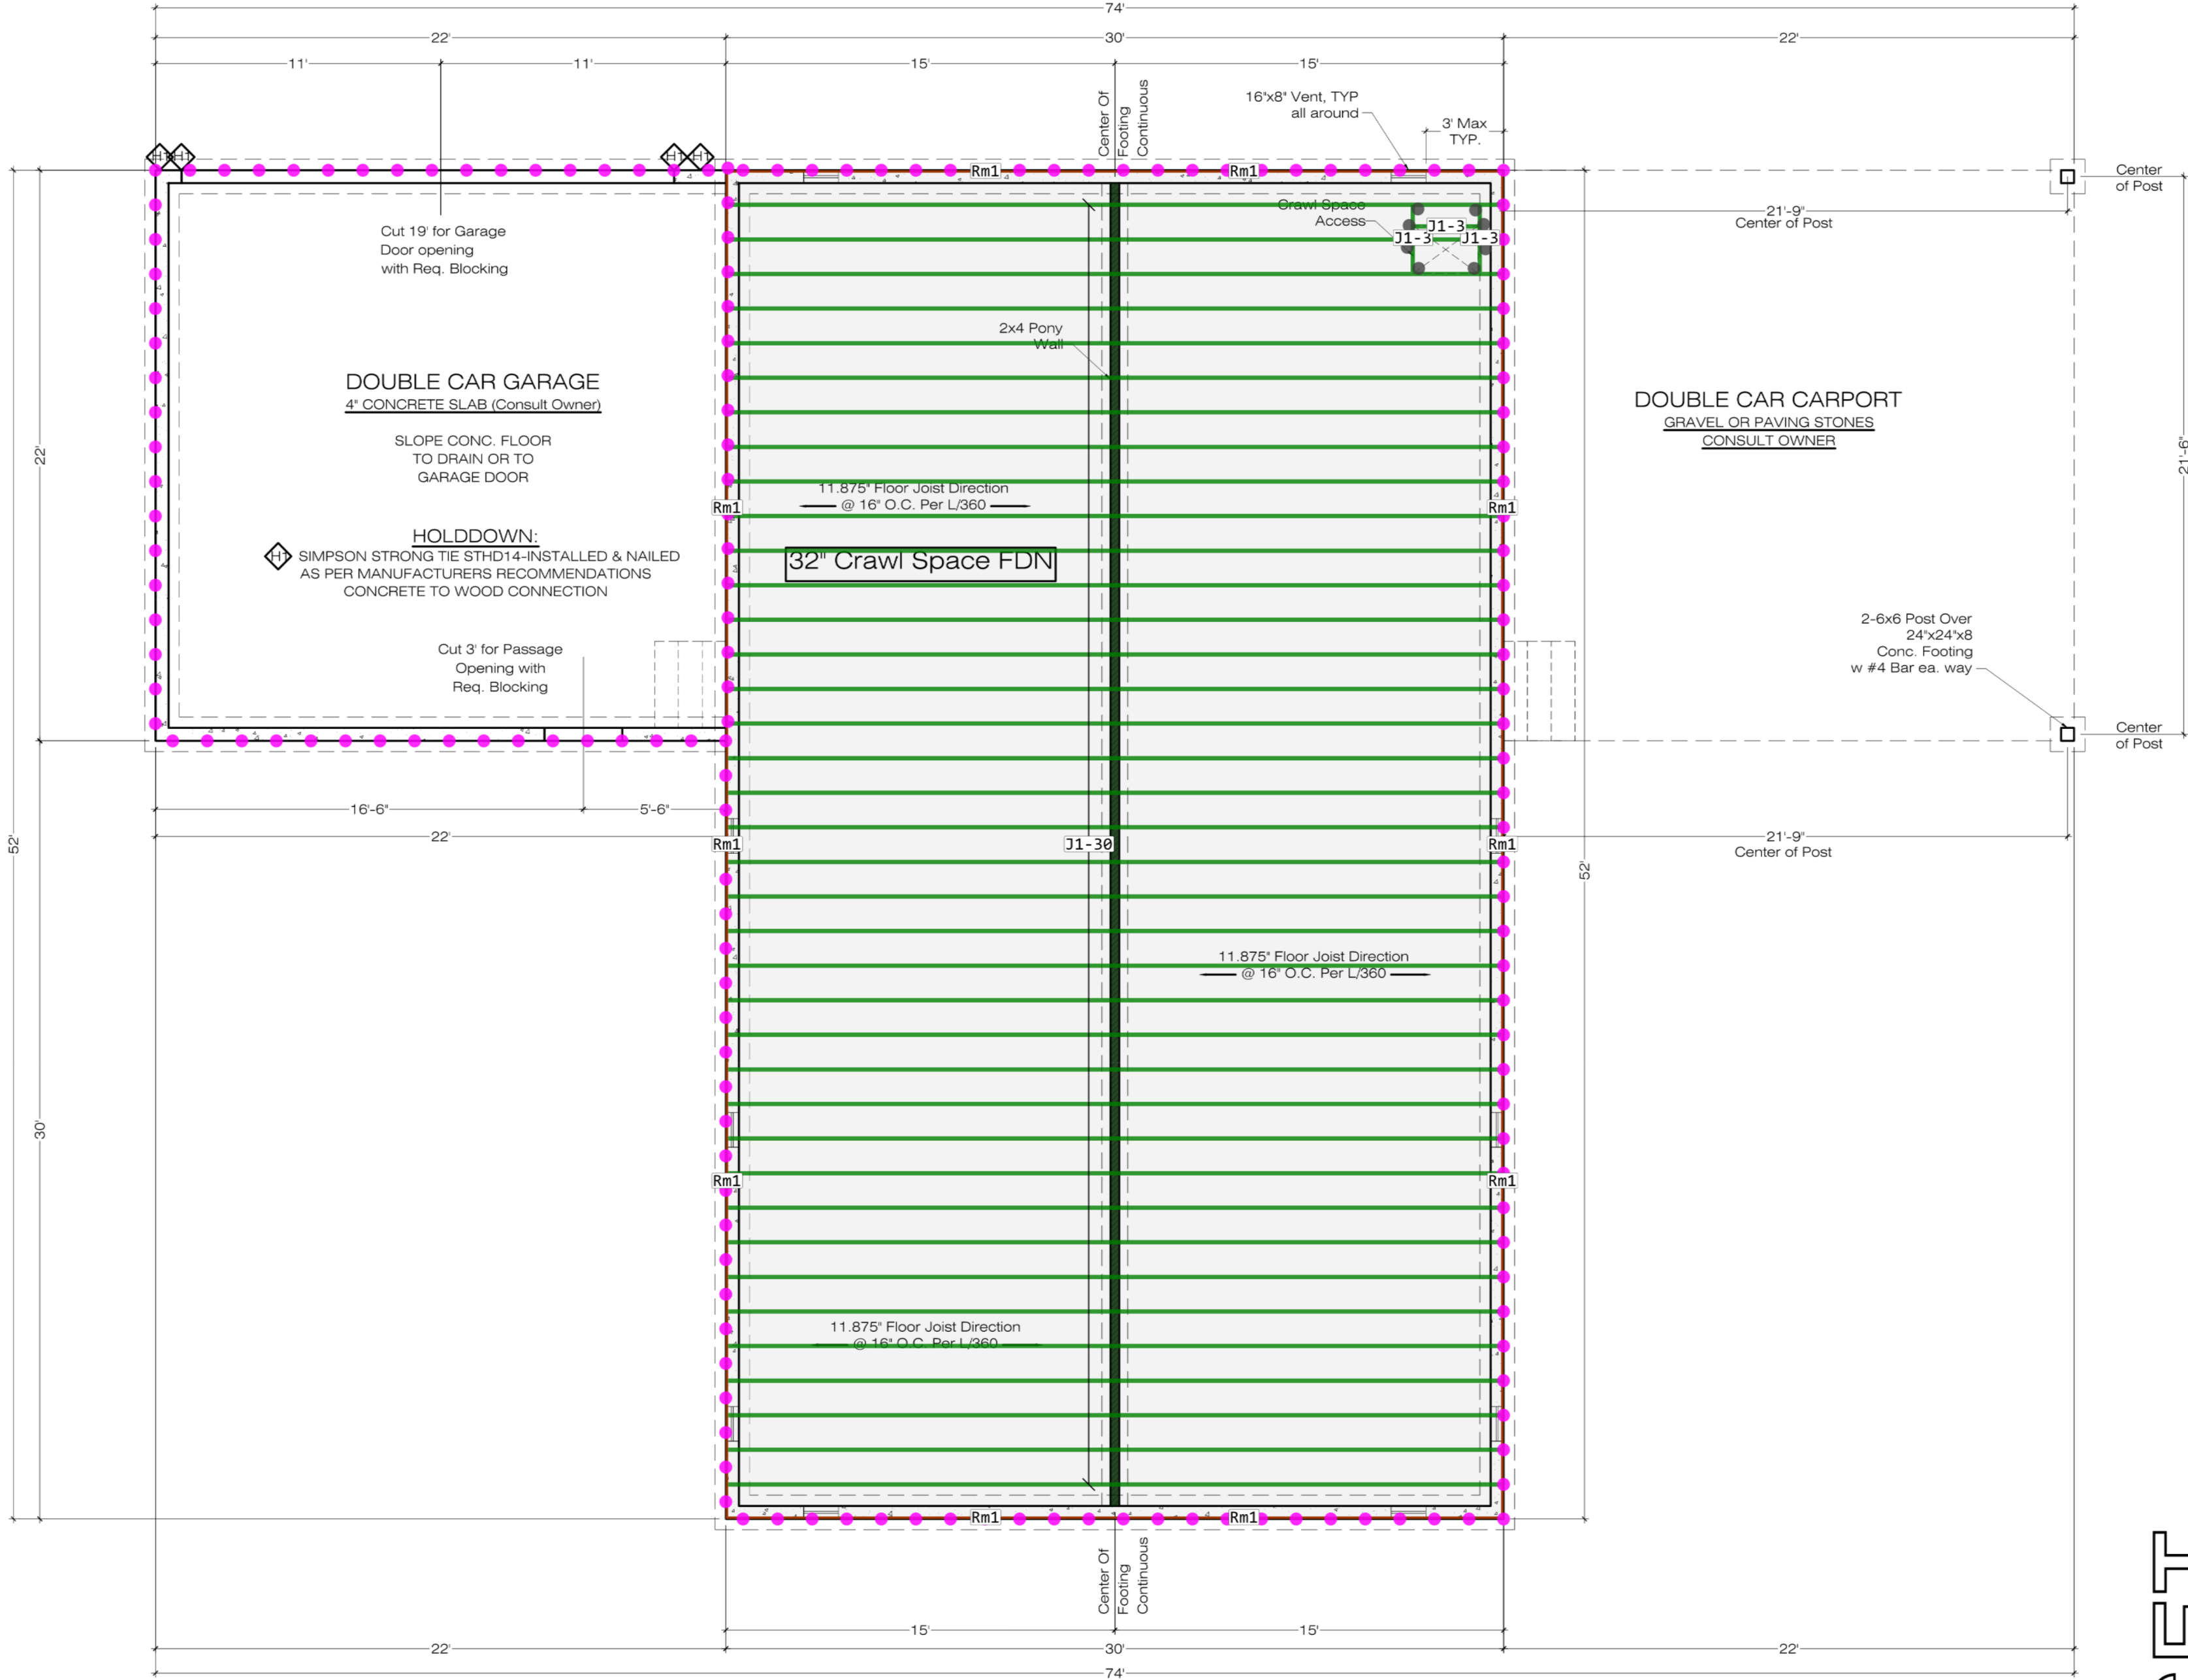 74'
22'
30'
22'
11'
11'
15'
15'
Center Of
Footing
Continuous
16"x8" Vent, TYP
all around
3' Max
TYP.
H1
H1
H1
H1
Rm1
Rm1
Center
of Post
Crawl Space
Access
J1-3
J1-3
J1-3
21'-9"
Center of Post
Cut 19' for Garage
Door opening
with Req. Blocking
2x4 Pony
Wall
DOUBLE CAR GARAGE
4" CONCRETE SLAB (Consult Owner)
SLOPE CONC. FLOOR
TO DRAIN OR TO
GARAGE DOOR
DOUBLE CAR CARPORT
GRAVEL OR PAVING STONES
CONSULT OWNER
22'
21'-6"
11.875" Floor Joist Direction
@ 16" O.C. Per L/360
Rm1
Rm1
HOLDDOWN:
H1
SIMPSON STRONG TIE STHD14-INSTALLED & NAILED
AS PER MANUFACTURERS RECOMMENDATIONS
CONCRETE TO WOOD CONNECTION
32" Crawl Space FDN
Cut 3' for Passage
Opening with
Req. Blocking
2-6x6 Post Over
24"x24"x8
Conc. Footing
w #4 Bar ea. way
Center
of Post
16'-6"
5'-6"
22'
52'
Rm1
J1-30
Rm1
52'
21'-9"
Center of Post
11.875" Floor Joist Direction
@ 16" O.C. Per L/360
30'
Rm1
Rm1
11.875" Floor Joist Direction
@ 16" O.C. Per L/360
Rm1
Rm1
Center Of
Footing
Continuous
15'
15'
22'
30'
22'
74'